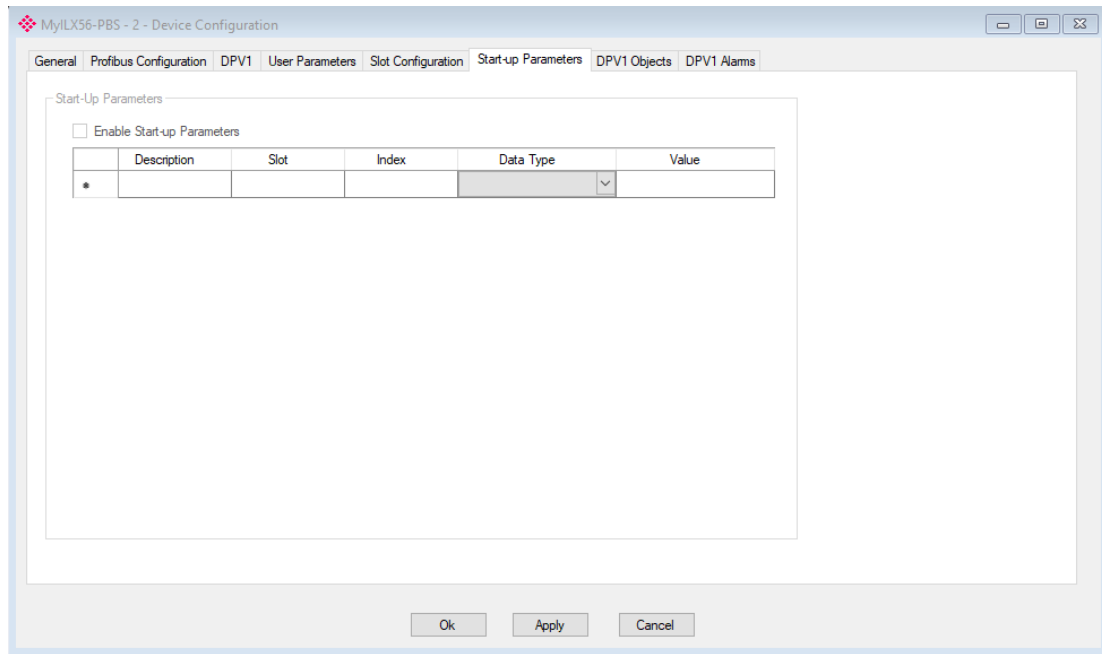 MyILX56-PBS - 2 - Device Configuration
General Profibus Configuration DPV1 User Parameters Slot Configuration Start-up Parameters DPV1 Objects DPV1 Alarms
Start-Up Parameters
Enable Start-up Parameters
Description Slot Index Data Type Value
*
Ok Apply Cancel